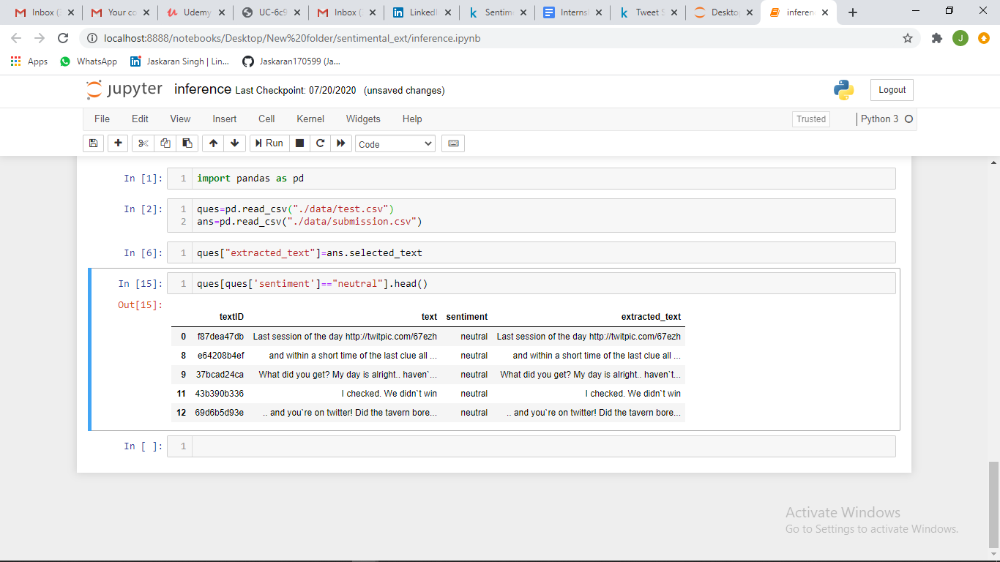 Inbox (
Your co
Udemy
UC-6c9
Inbox (
LinkedI
Sentim
Interns
Tweet S
Deskto
inferen
localhost:8888/notebooks/Desktop/New%20folder/sentimental_ext/inference.ipynb
J
Apps WhatsApp Jaskaran Singh | Lin... Jaskaran170599 (Ja...
jupyter inference Last Checkpoint: 07/20/2020 (unsaved changes) Logout
File Edit View Insert Cell Kernel Widgets Help Trusted Python 3
Run Code
In [1]: 1 import pandas as pd
In [2]: 1 ques=pd.read_csv("./data/test.csv")
2 ans=pd.read_csv("./data/submission.csv")
In [6]: 1 ques["extracted_text"]=ans.selected_text
In [15]: 1 ques[ques['sentiment']=="neutral"].head()
Out[15]:
textID text sentiment extracted_text
0 f87dea47db Last session of the day http://twitpic.com/67ezh neutral Last session of the day http://twitpic.com/67ezh
8 e64208b4ef and within a short time of the last clue all ... neutral and within a short time of the last clue all ...
9 37bcad24ca What did you get? My day is alright.. haven`... neutral What did you get? My day is alright.. haven`t...
11 43b390b336 I checked. We didn`t win neutral I checked. We didn`t win
12 69d6b5d93e .. and you`re on twitter! Did the tavern bore... neutral .. and you`re on twitter! Did the tavern bore...
In [ ]: 1
Activate Windows
Go to Settings to activate Windows.